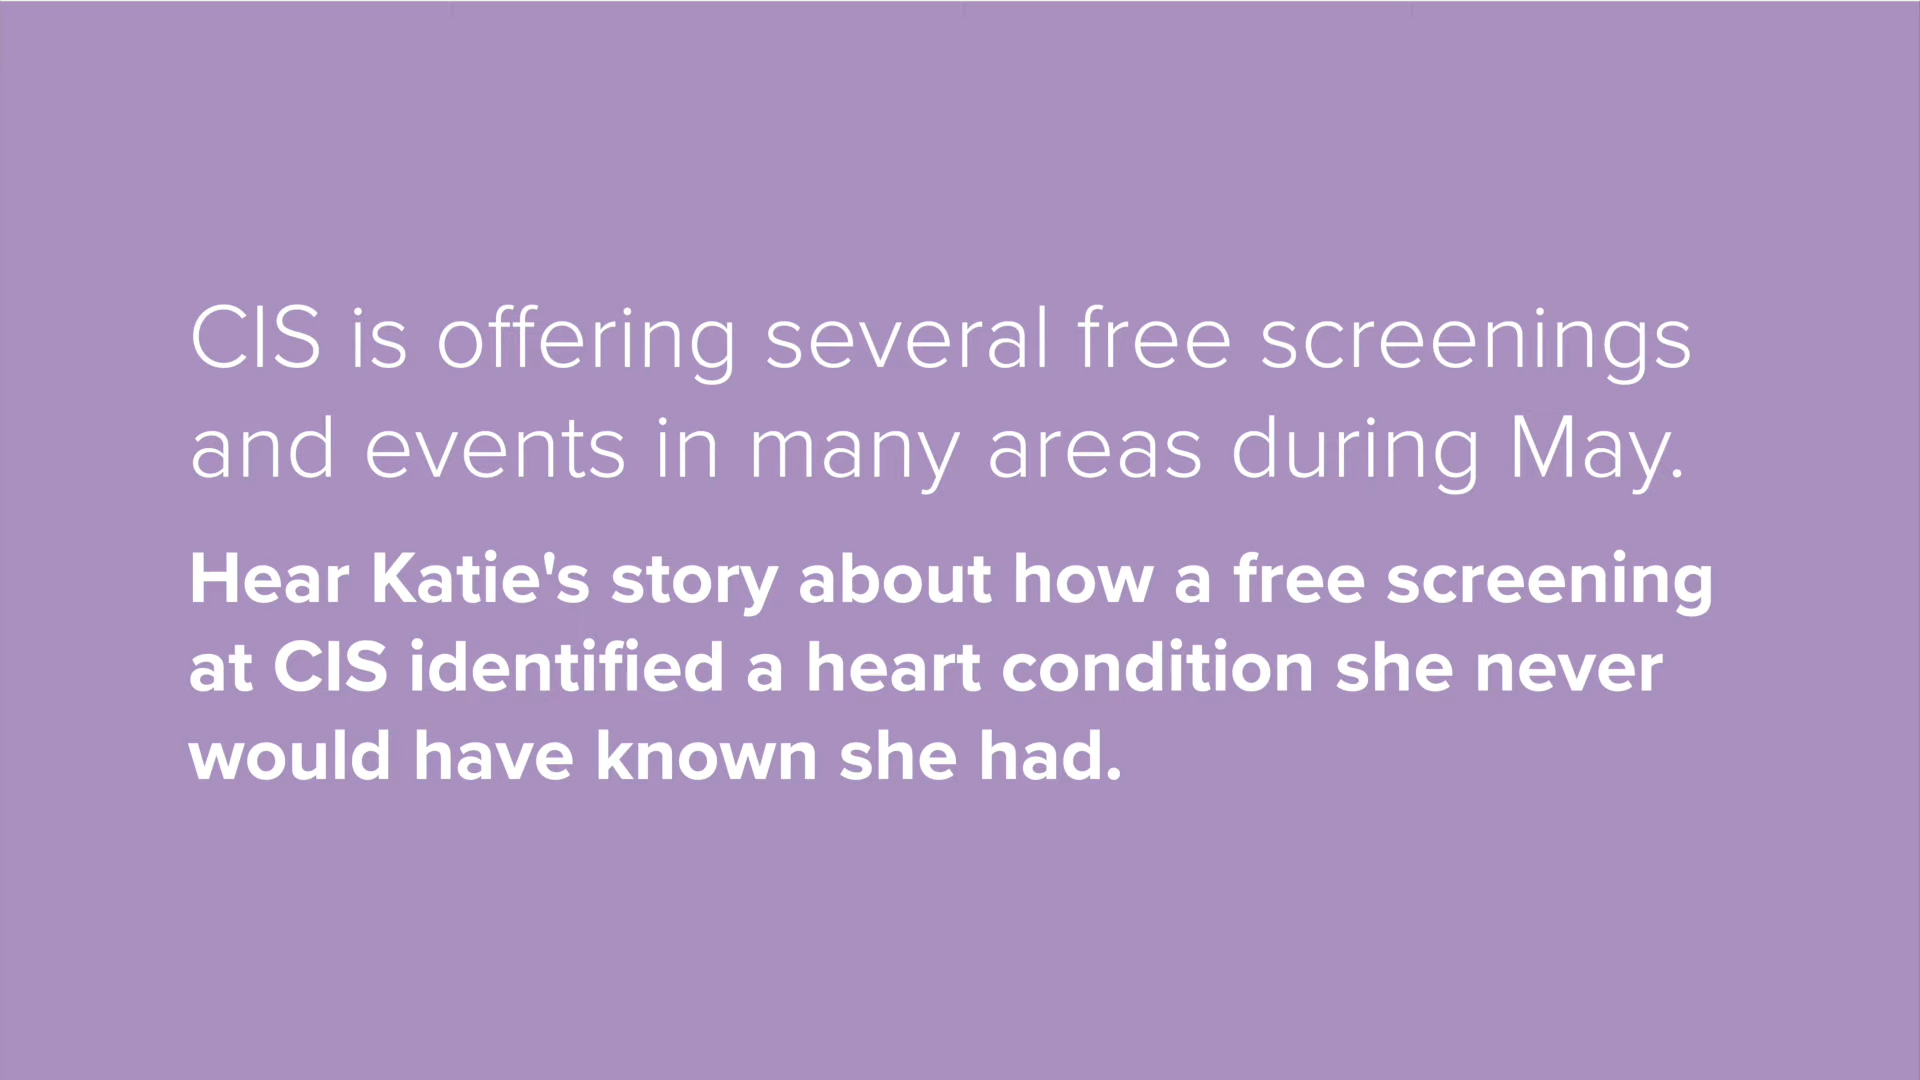 CIS is offering several free screenings
and events in many areas during May.
Hear Katie's story about how a free screening
at CIS identified a heart condition she never
would have known she had.